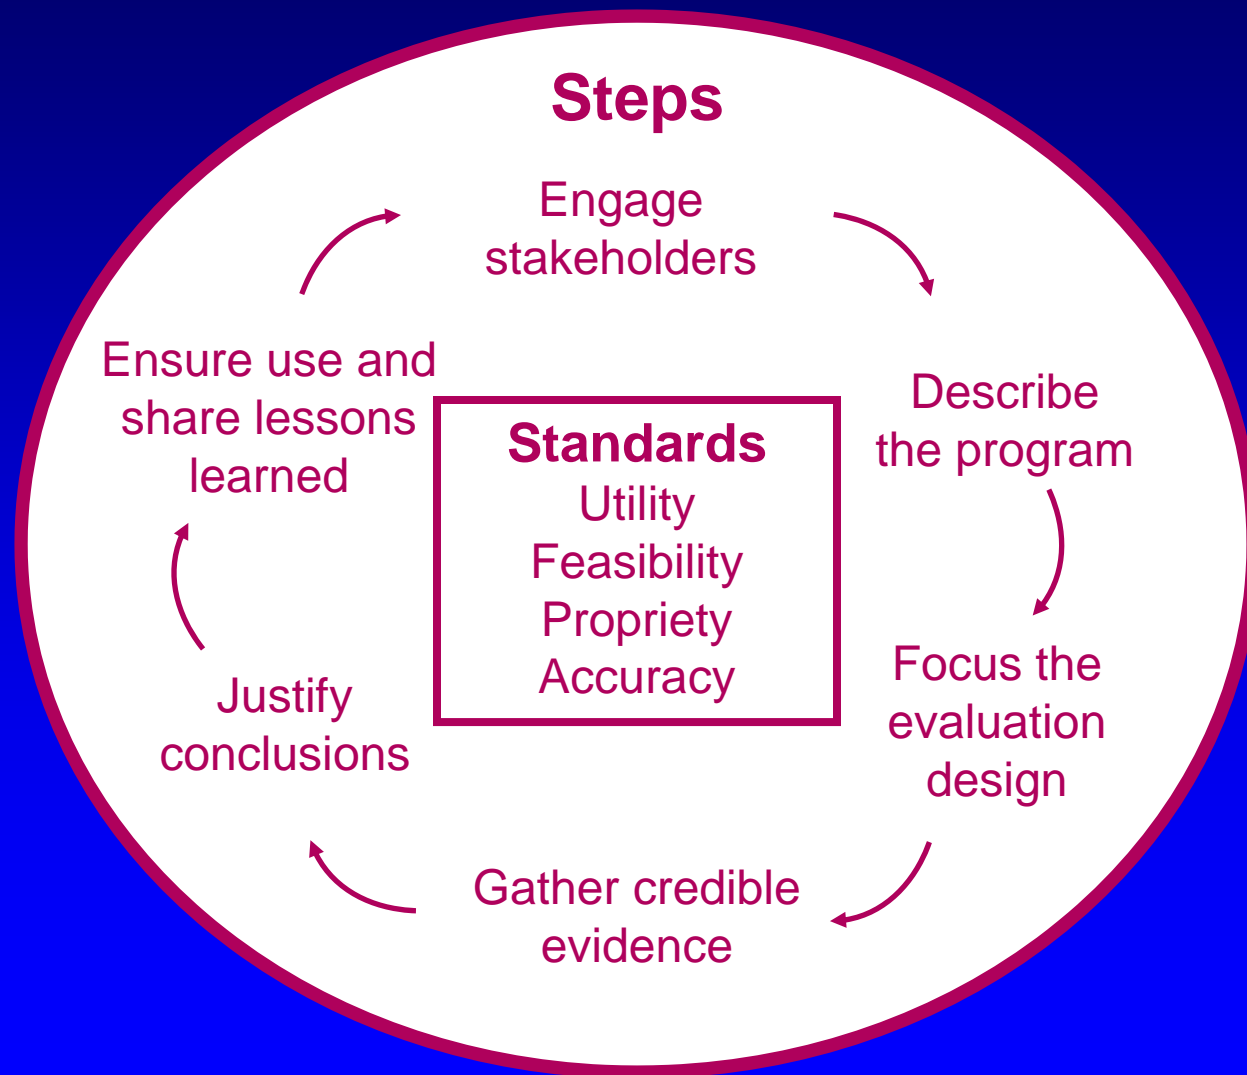 Steps
Engage
stakeholders
Describe
the program
Focus the
evaluation
design
Gather credible
evidence
Justify
conclusions
Ensure use and
share lessons
learned
Standards
Utility
Feasibility
Propriety
Accuracy